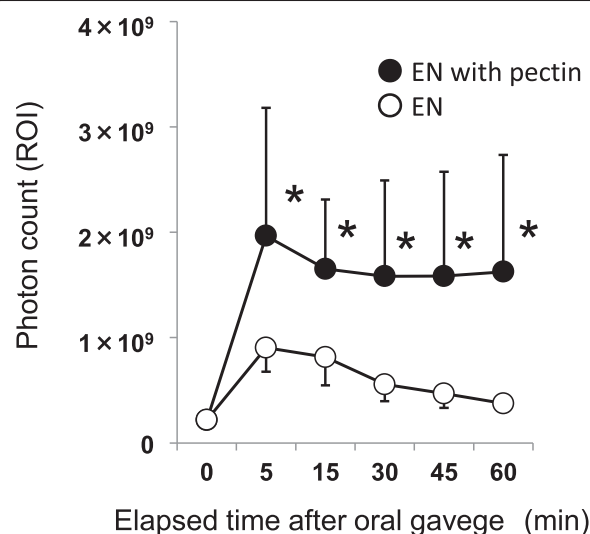 4×10⁹
3×10⁹
2×10⁹
1×10⁹
0
Photon count (ROI)
EN with pectin
EN
* * * * *
0 5 15 30 45 60
Elapsed time after oral gavege (min)